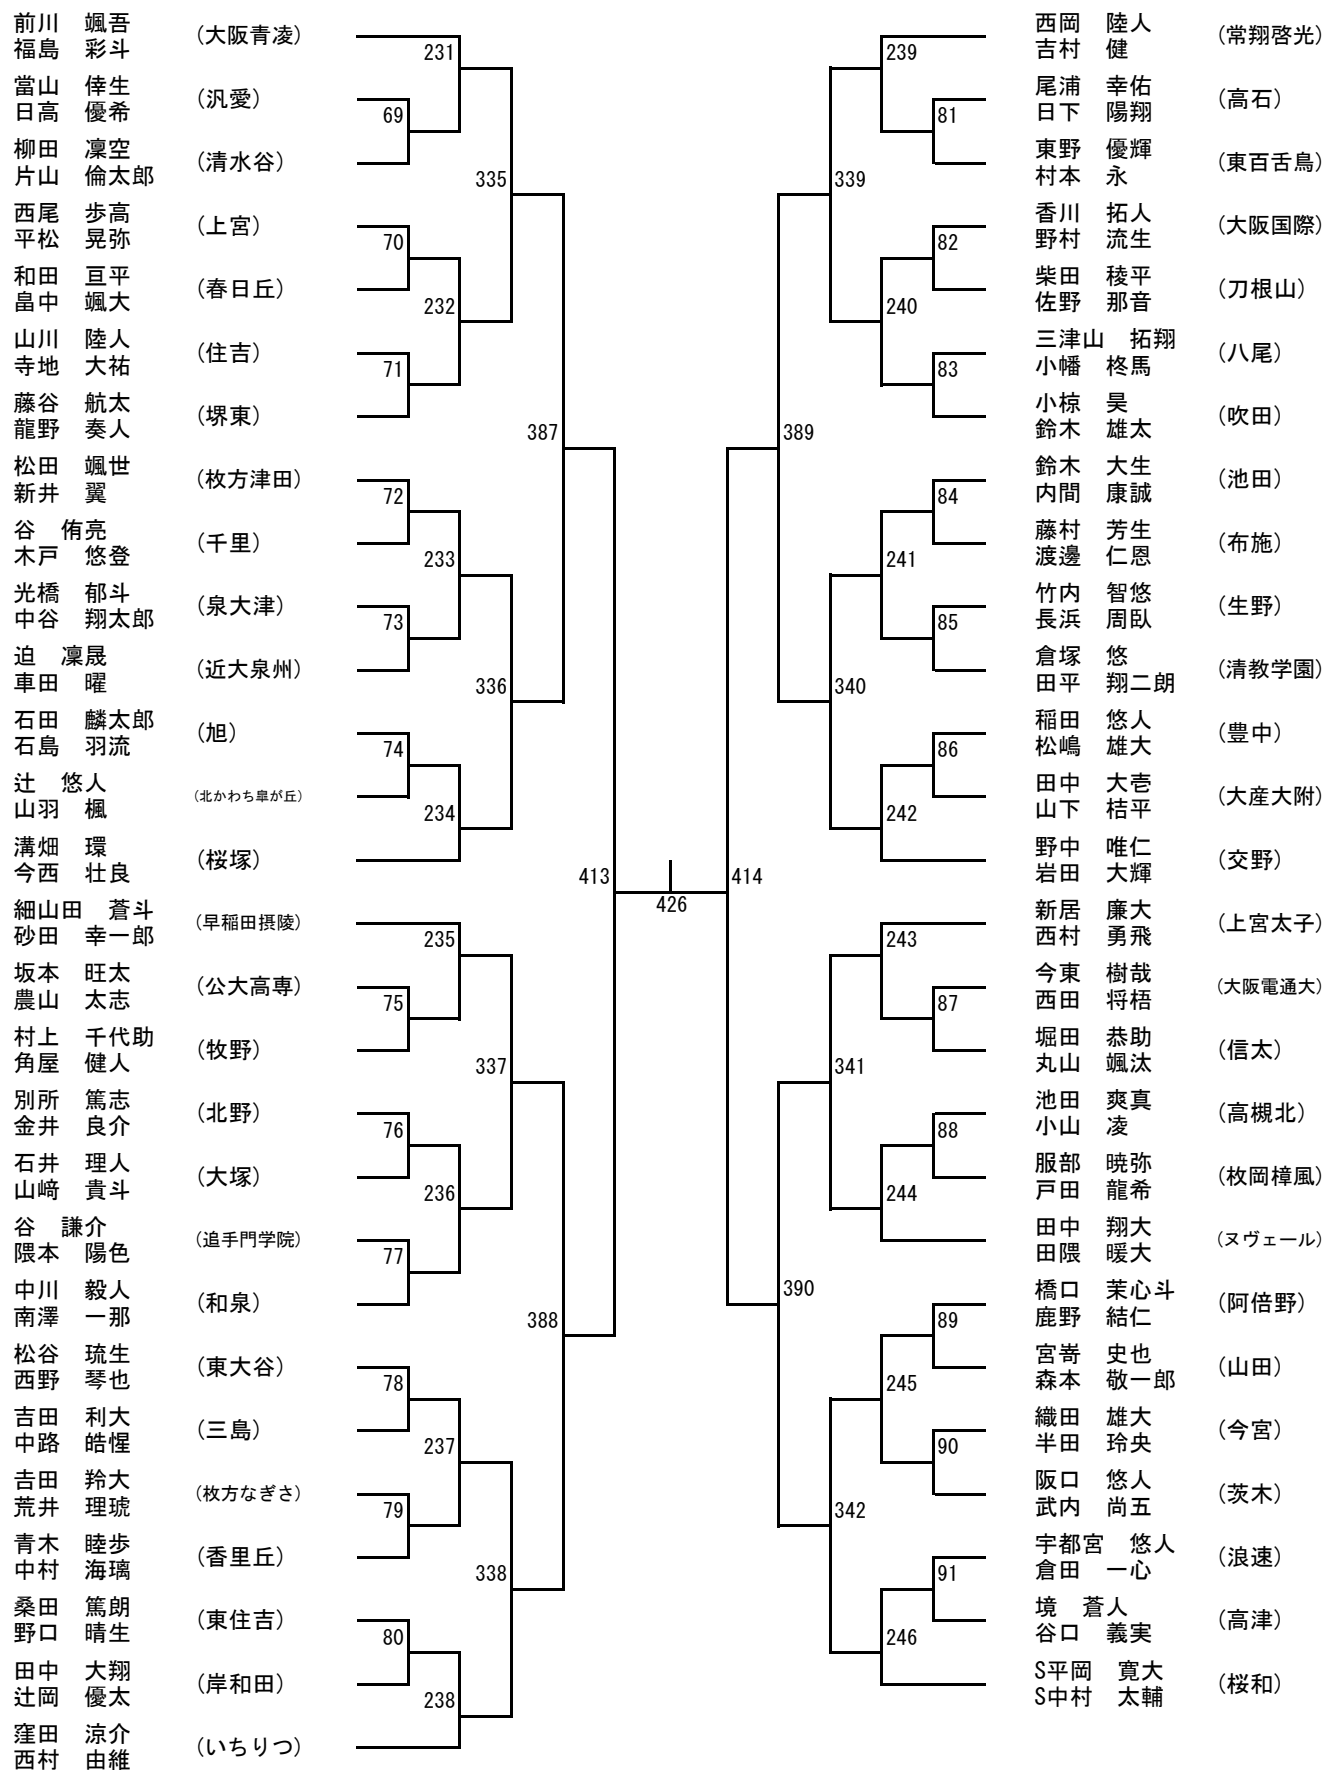 前川　颯吾
福島　彩斗
(大阪青凌)
當山　倖生
日高　優希
(汎愛)
柳田　凜空
片山　倫太郎
(清水谷)
西尾　歩高
平松　晃弥
(上宮)
和田　亘平
畠中　颯大
(春日丘)
山川　陸人
寺地　大祐
(住吉)
藤谷　航太
龍野　奏人
(堺東)
松田　颯世
新井　翼
(枚方津田)
谷　侑亮
木戸　悠登
(千里)
光橋　郁斗
中谷　翔太郎
(泉大津)
迫　凜晟
車田　曜
(近大泉州)
石田　麟太郎
石島　羽流
(旭)
辻　悠人
山羽　楓
(北かわち皐が丘)
溝畑　環
今西　壮良
(桜塚)
細山田　蒼斗
砂田　幸一郎
(早稲田摂陵)
坂本　旺太
農山　太志
(公大高専)
村上　千代助
角屋　健人
(牧野)
別所　篤志
金井　良介
(北野)
石井　理人
山﨑　貴斗
(大塚)
谷　謙介
隈本　陽色
(追手門学院)
中川　毅人
南澤　一那
(和泉)
松谷　琉生
西野　琴也
(東大谷)
吉田　利大
中路　皓惺
(三島)
吉田　羚大
荒井　理琥
(枚方なぎさ)
青木　睦歩
中村　海璃
(香里丘)
桑田　篤朗
野口　晴生
(東住吉)
田中　大翔
辻岡　優太
(岸和田)
窪田　涼介
西村　由維
(いちりつ)
231
69
335
70
232
71
387
72
233
73
336
74
234
413
235
75
337
76
236
77
388
78
237
79
338
80
238
426
414
239
81
339
82
240
83
389
84
241
85
340
86
242
243
87
341
88
244
390
89
245
90
342
91
246
西岡　陸人
吉村　健
(常翔啓光)
尾浦　幸佑
日下　陽翔
(高石)
東野　優輝
村本　永
(東百舌鳥)
香川　拓人
野村　流生
(大阪国際)
柴田　稜平
佐野　那音
(刀根山)
三津山　拓翔
小幡　柊馬
(八尾)
小椋　昊
鈴木　雄太
(吹田)
鈴木　大生
内間　康誠
(池田)
藤村　芳生
渡邊　仁恩
(布施)
竹内　智悠
長浜　周臥
(生野)
倉塚　悠
田平　翔二朗
(清教学園)
稲田　悠人
松嶋　雄大
(豊中)
田中　大壱
山下　桔平
(大産大附)
野中　唯仁
岩田　大輝
(交野)
新居　廉大
西村　勇飛
(上宮太子)
今東　樹哉
西田　将梧
(大阪電通大)
堀田　恭助
丸山　颯汰
(信太)
池田　爽真
小山　凌
(高槻北)
服部　暁弥
戸田　龍希
(枚岡樟風)
田中　翔大
田隈　暖大
(ヌヴェール)
橋口　茉心斗
鹿野　結仁
(阿倍野)
宮嵜　史也
森本　敬一郎
(山田)
織田　雄大
半田　玲央
(今宮)
阪口　悠人
武内　尚五
(茨木)
宇都宮　悠人
倉田　一心
(浪速)
境　蒼人
谷口　義実
(高津)
S平岡　寛大
S中村　太輔
(桜和)